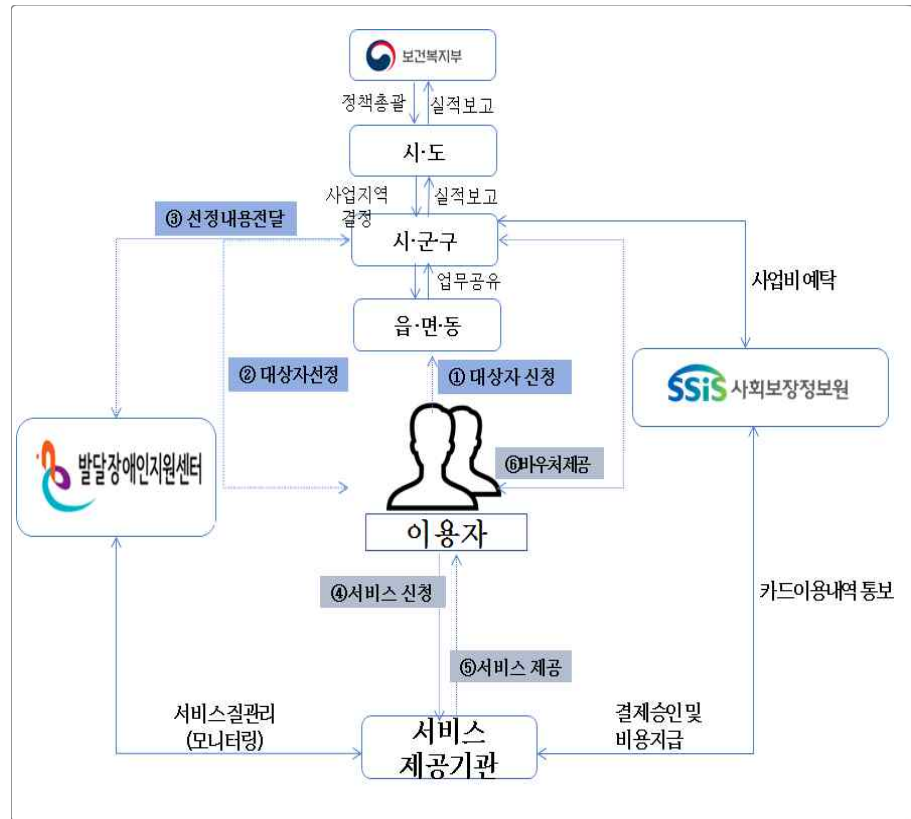 보건복지부
정책총괄
실적보고
시·도
사업지역
결정
실적보고
③ 선정내용전달
시·군·구
업무공유
사업비 예탁
읍·면·동
② 대상자선정
① 대상자 신청
SSiS 사회보장정보원
발달장애인지원센터
⑥바우처제공
이용자
④서비스 신청
카드이용내역 통보
⑤서비스 제공
서비스질관리
(모니터링)
결제승인 및
비용지급
서비스
제공기관